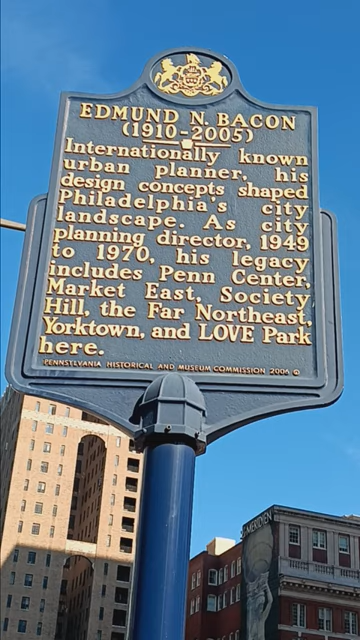 EDMUND N. BACON
(1910-2005)
Internationally known
urban planner, his
design concepts shaped
Philadelphia's city
landscape. As city
planning director, 1949
to 1970, his legacy
includes Penn Center,
Market East, Society
Hill, the Far Northeast,
Yorktown, and LOVE Park
here.
PENNSYLVANIA HISTORICAL AND MUSEUM COMMISSION 2006 ©